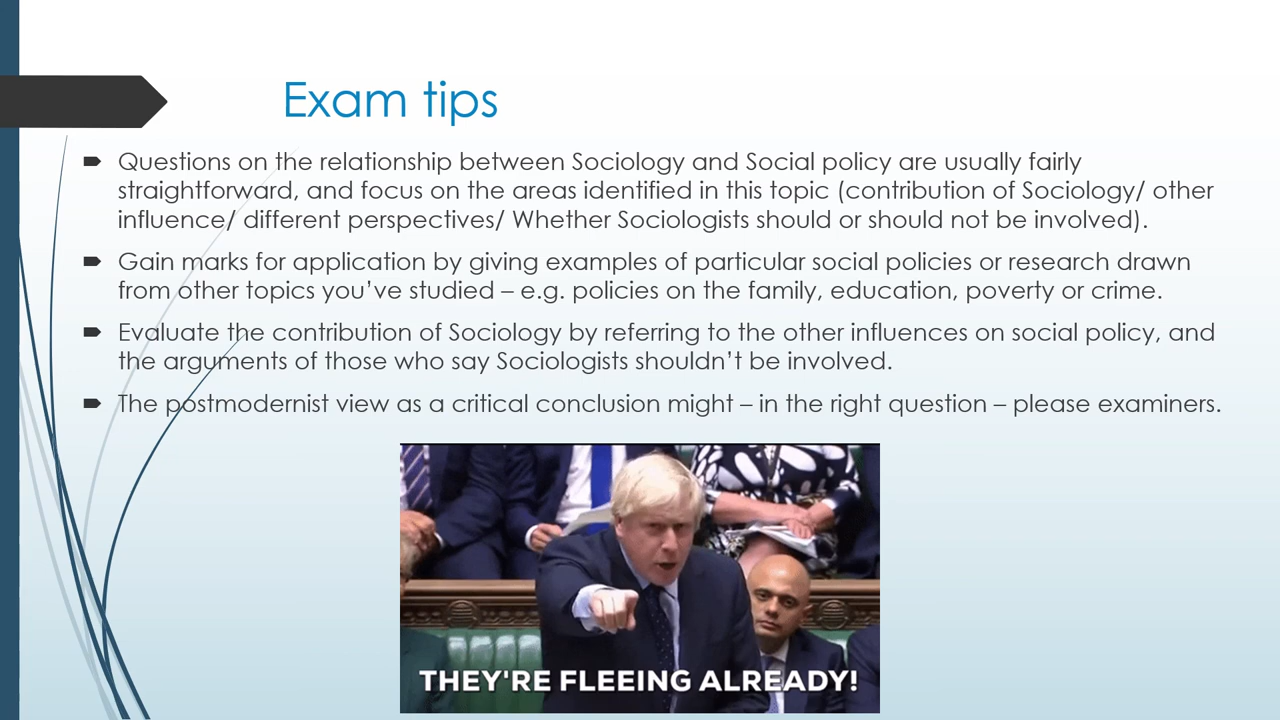 Exam tips
Questions on the relationship between Sociology and Social policy are usually fairly
straightforward, and focus on the areas identified in this topic (contribution of Sociology/ other
influence/ different perspectives/ Whether Sociologists should or should not be involved).
Gain marks for application by giving examples of particular social policies or research drawn
from other topics you’ve studied – e.g. policies on the family, education, poverty or crime.
Evaluate the contribution of Sociology by referring to the other influences on social policy, and
the arguments of those who say Sociologists shouldn’t be involved.
The postmodernist view as a critical conclusion might – in the right question – please examiners.
THEY'RE FLEEING ALREADY!